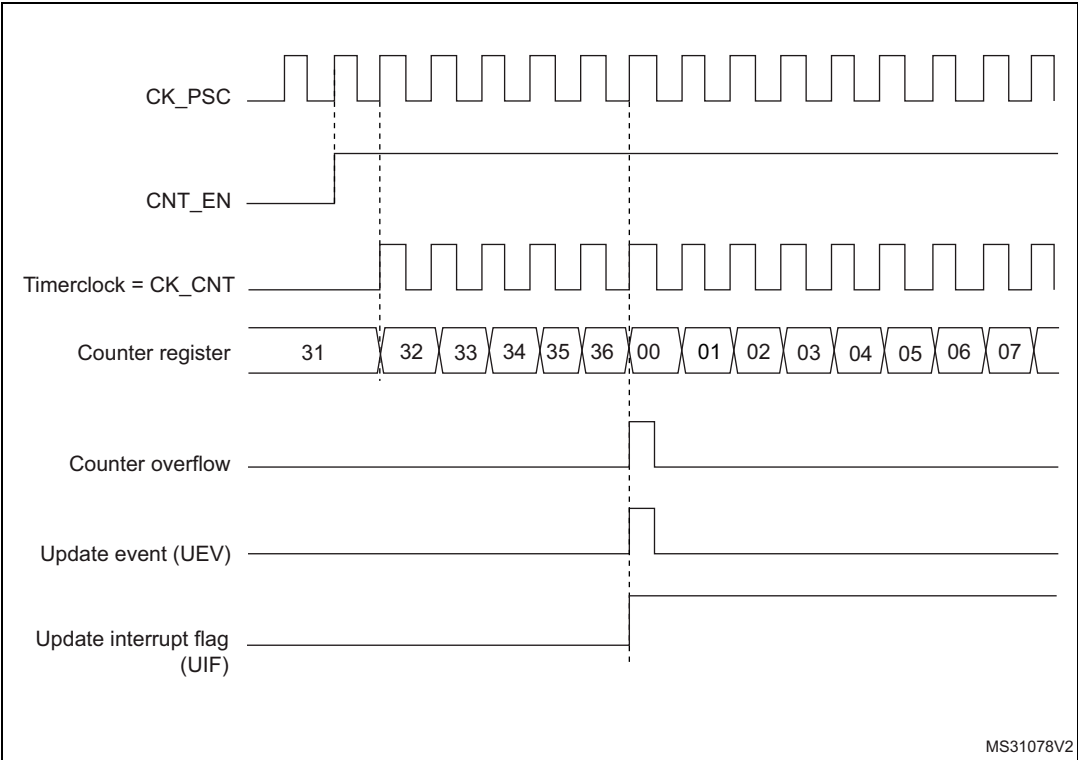 CK_PSC
CNT_EN
Timerclock = CK_CNT
Counter register 31 32 33 34 35 36 00 01 02 03 04 05 06 07
Counter overflow
Update event (UEV)
Update interrupt flag
(UIF)
MS31078V2